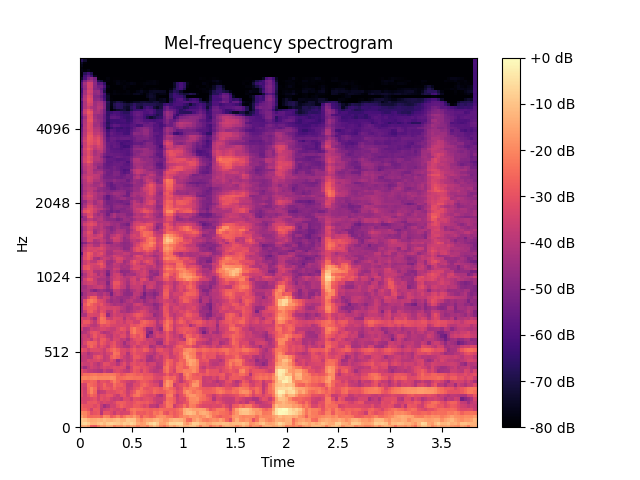 Mel-frequency spectrogram
Hz
4096
2048
1024
512
0
0 0.5 1 1.5 2 2.5 3 3.5
Time
+0 dB
-10 dB
-20 dB
-30 dB
-40 dB
-50 dB
-60 dB
-70 dB
-80 dB